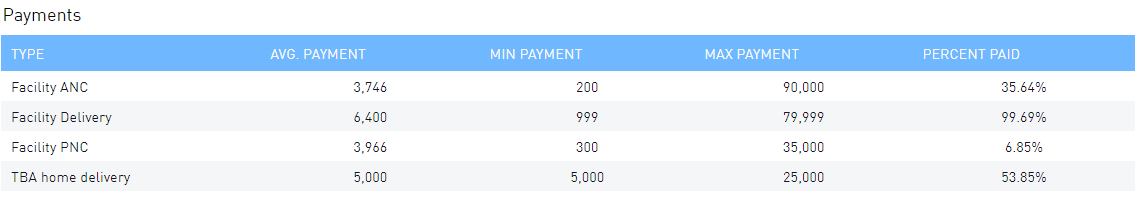 Payments
TYPE AVG. PAYMENT MIN PAYMENT MAX PAYMENT PERCENT PAID
Facility ANC 3,746 200 90,000 35.64%
Facility Delivery 6,400 999 79,999 99.69%
Facility PNC 3,966 300 35,000 6.85%
TBA home delivery 5,000 5,000 25,000 53.85%